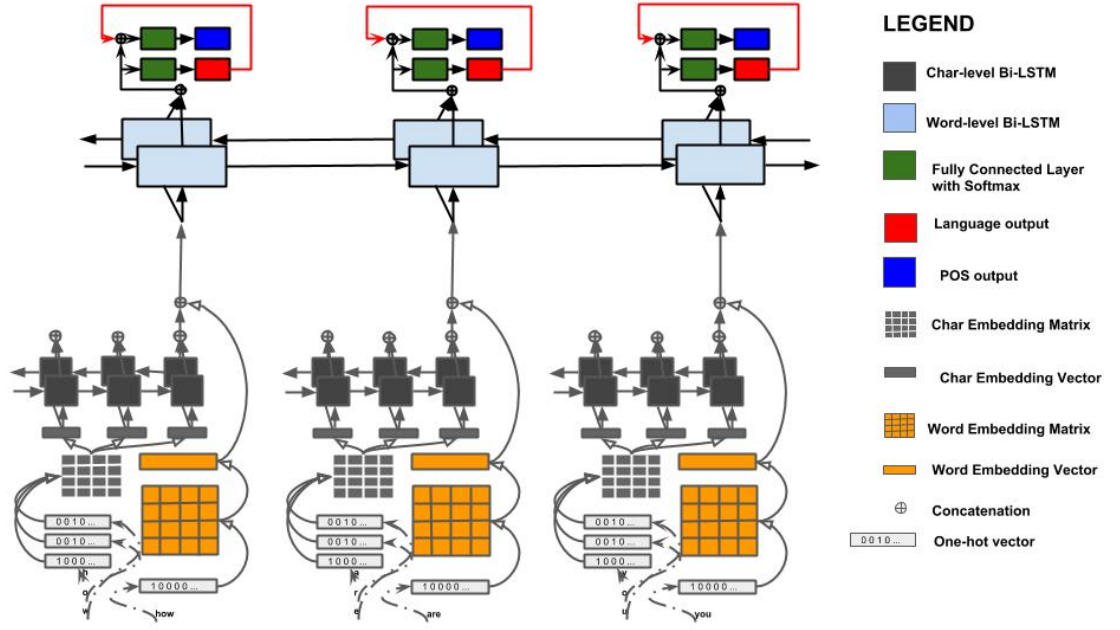 LEGEND
Char-level Bi-LSTM
Word-level Bi-LSTM
Fully Connected Layer
with Softmax
Language output
POS output
Char Embedding Matrix
Char Embedding Vector
Word Embedding Matrix
Word Embedding Vector
Concatenation
0010... One-hot vector
0010... 0010... 0010...
0010... 0010... 0010...
1000... 1000... 1000...
10000... 10000... 10000...
h a y
o r o
w e u
how are you